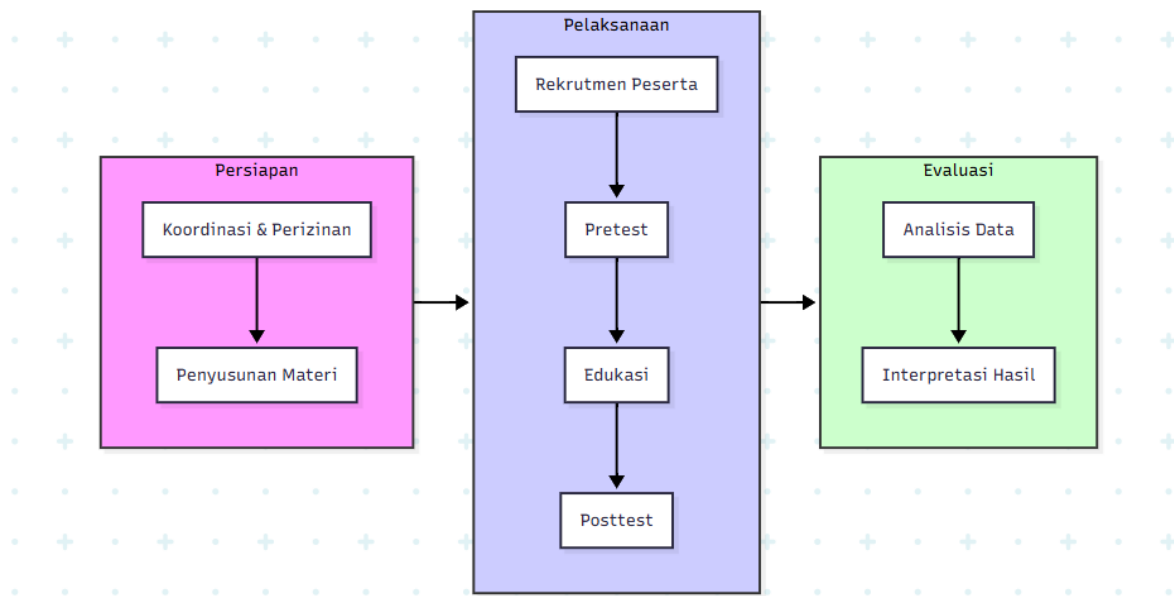 Persiapan
Koordinasi & Perizinan
Penyusunan Materi
Pelaksanaan
Rekrutmen Peserta
Pretest
Edukasi
Posttest
Evaluasi
Analisis Data
Interpretasi Hasil